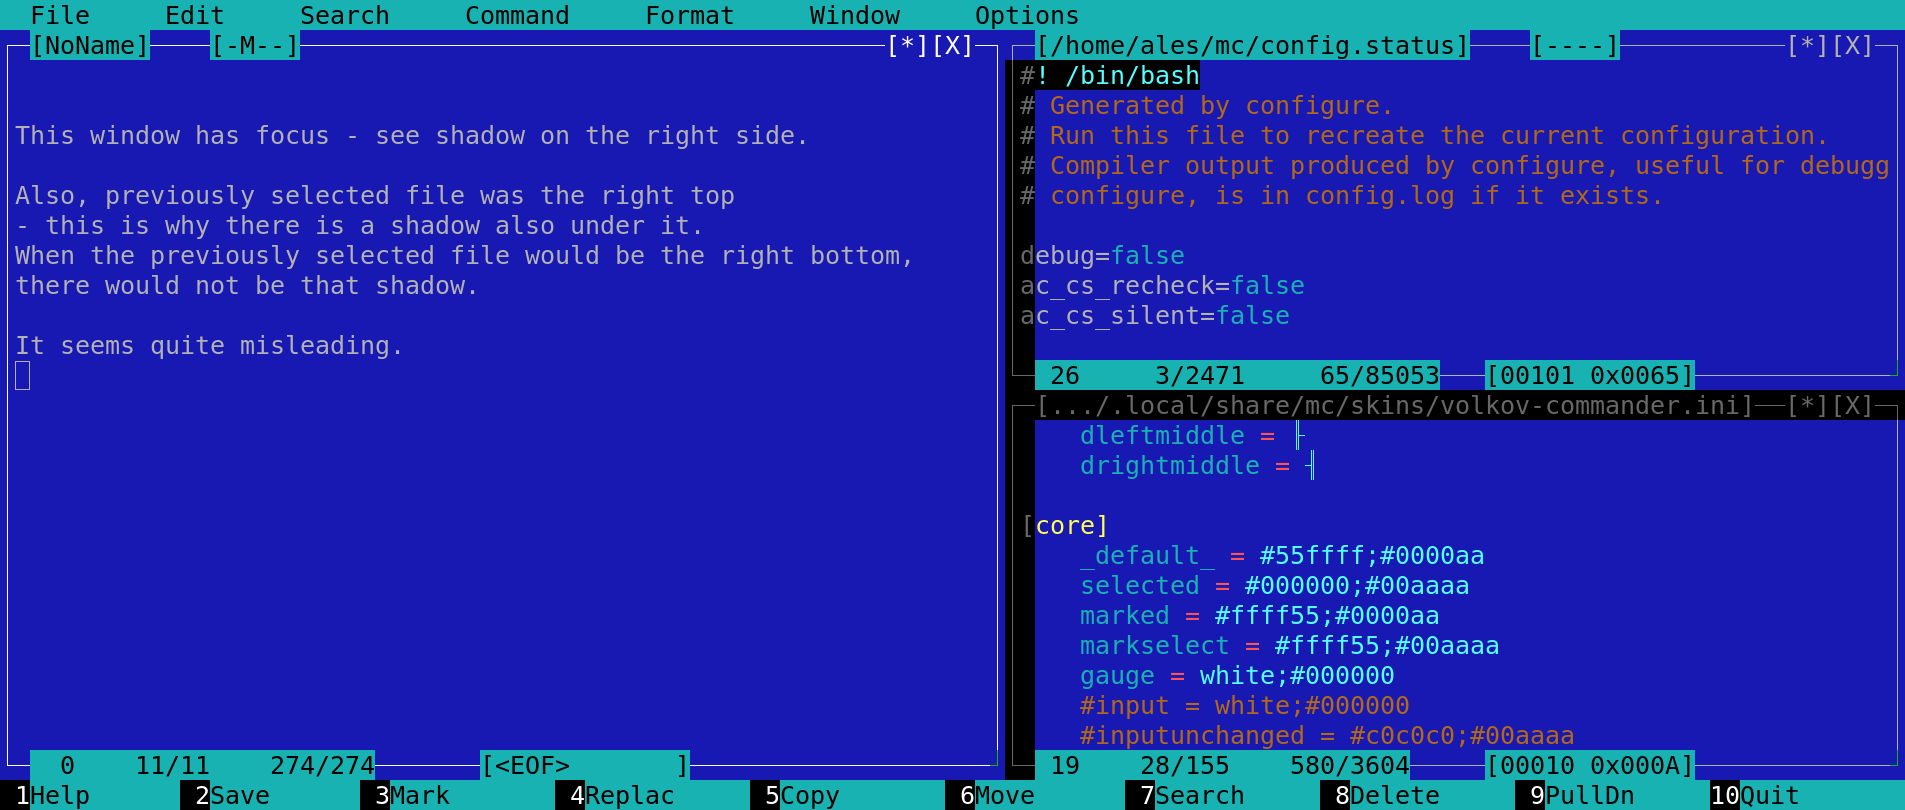 File Edit Search Command Format Window Options
[NoName] [-M--] [*][X]
This window has focus - see shadow on the right side.
Also, previously selected file was the right top
- this is why there is a shadow also under it.
When the previously selected file would be the right bottom,
there would not be that shadow.
It seems quite misleading.
0 11/11 274/274 [<EOF> ]
[/home/ales/mc/config.status] [----] [*][X]
#! /bin/bash
# Generated by configure.
# Run this file to recreate the current configuration.
# Compiler output produced by configure, useful for debugg
# configure, is in config.log if it exists.
debug=false
ac_cs_recheck=false
ac_cs_silent=false
26 3/2471 65/85053 [00101 0x0065]
[.../.local/share/mc/skins/volkov-commander.ini] [*][X]
dleftmiddle = ╟
drightmiddle = ╢
[core]
_default_ = #55ffff;#0000aa
selected = #000000;#00aaaa
marked = #ffff55;#0000aa
markselect = #ffff55;#00aaaa
gauge = white;#000000
#input = white;#000000
#inputunchanged = #c0c0c0;#00aaaa
19 28/155 580/3604 [00010 0x000A]
1Help 2Save 3Mark 4Replac 5Copy 6Move 7Search 8Delete 9PullDn 10Quit